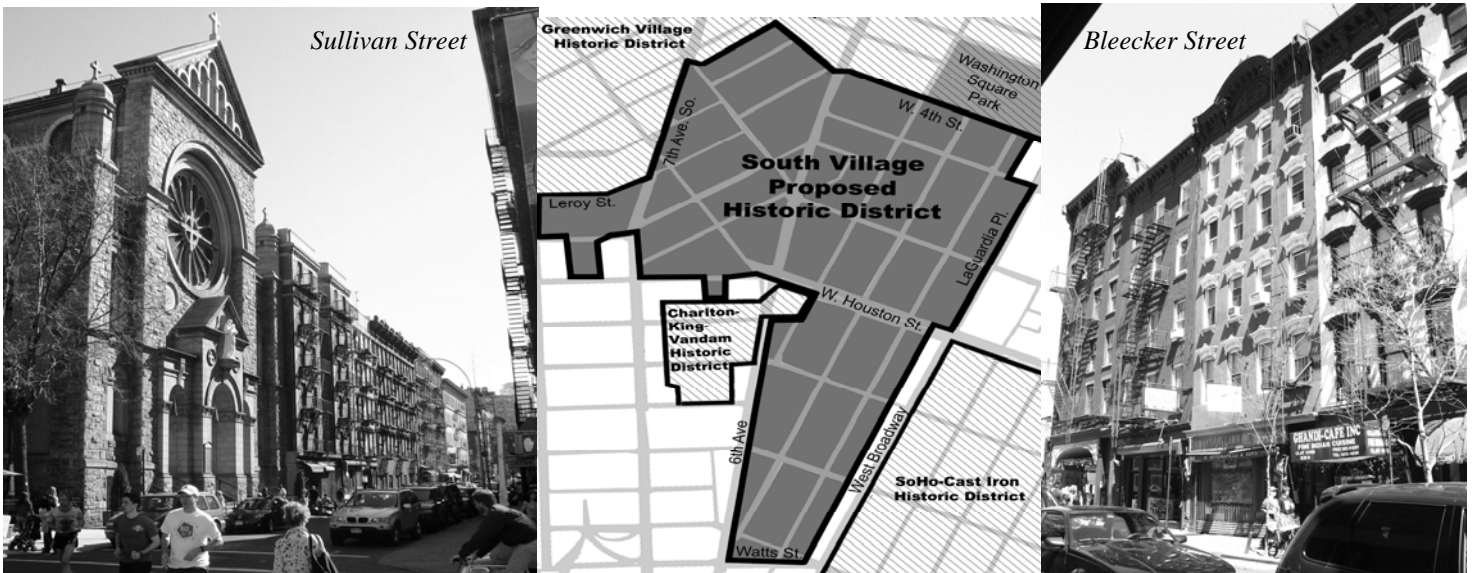 Sullivan Street
Greenwich Village
Historic District
Washington
Square
Park
W. 4th St.
7th Ave. So.
South Village
Proposed
Historic District
Leroy St.
LaGuardia Pl.
W. Houston St.
Charlton-
King-
Vandam
Historic
District
6th Ave
West Broadway
SoHo-Cast Iron
Historic District
Watts St.
Bleecker Street
GHANDI-CAFE INC
FINE INDIAN CUISINE